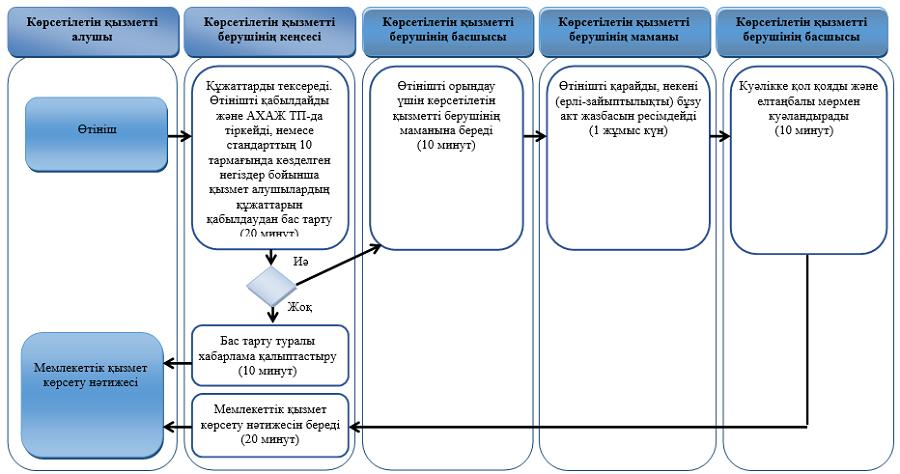 Көрсетілетін қызметті
алушы
Көрсетілетін қызметті
берушінің кеңсесі
Көрсетілетін қызметті
берушінің басшысы
Көрсетілетін қызметті
берушінің маманы
Көрсетілетін қызметті
берушінің басшысы
Өтініш
Құжаттарды тексереді.
Өтінішті қабылдайды
және АХАЖ ТП-да
тіркейді, немесе
стандарттың 10
тармағында көзделген
негіздер бойынша
қызмет алушылардың
құжаттарын
қабылдаудан бас тарту
(20 минут)
Өтінішті орындау
үшін көрсетілетін
қызметті берушінің
маманына береді
(10 минут)
Өтінішті қарайды, некені
(ерлі-зайыптылықты) бұзу
акт жазбасын ресімдейді
(1 жұмыс күн)
Куәлікке қол қояды және
елтаңбалы мөрмен
куәландырады
(10 минут)
Иә
Жоқ
Бас тарту туралы
хабарлама қалыптастыру
(10 минут)
Мемлекеттік қызмет
көрсету нәтижесі
Мемлекеттік қызмет
көрсету нәтижесін береді
(20 минут)